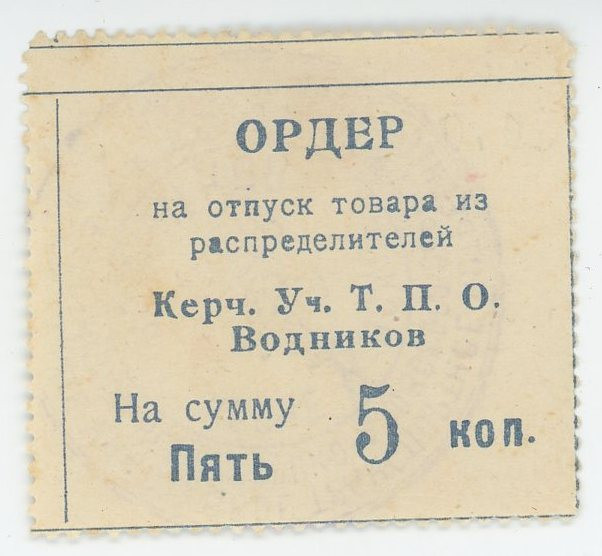 ОРДЕР
на отпуск товара из
распределителей
Керч. Уч. Т. П. О.
Водников
На сумму 5 коп.
Пять